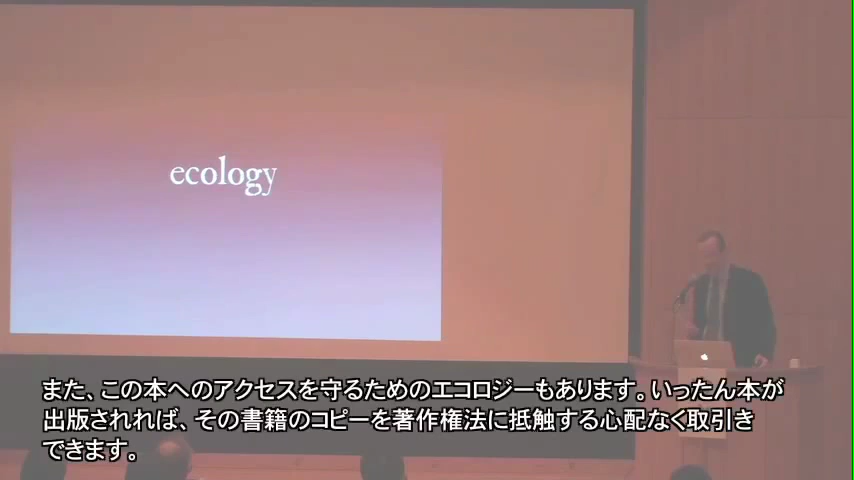 ecology
また、この本へのアクセスを守るためのエコロジーもあります。いったん本が
出版されれば、その書籍のコピーを著作権法に抵触する心配なく取引き
できます。